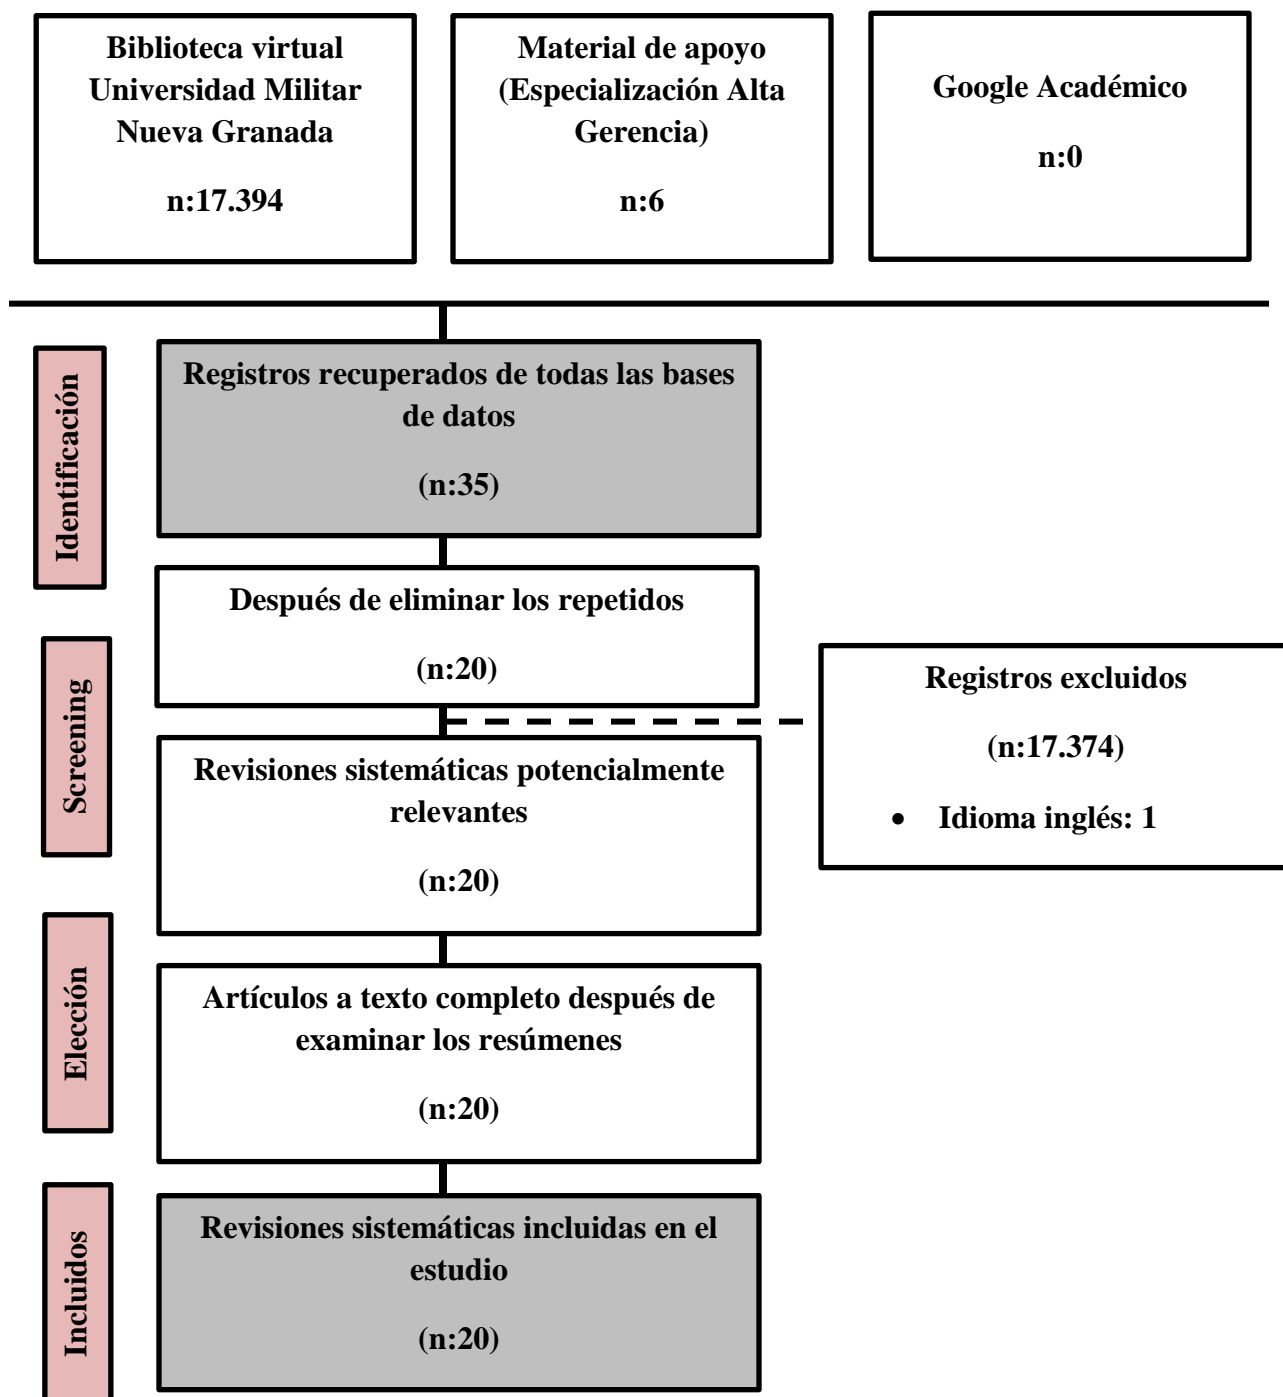 Biblioteca virtual
Universidad Militar
Nueva Granada
n:17.394
Material de apoyo
(Especialización Alta
Gerencia)
n:6
Google Académico
n:0
Identificación
Registros recuperados de todas las bases
de datos
(n:35)
Después de eliminar los repetidos
(n:20)
Screening
Registros excluidos
(n:17.374)
• Idioma inglés: 1
Revisiones sistemáticas potencialmente
relevantes
(n:20)
Elección
Artículos a texto completo después de
examinar los resúmenes
(n:20)
Incluidos
Revisiones sistemáticas incluidas en el
estudio
(n:20)